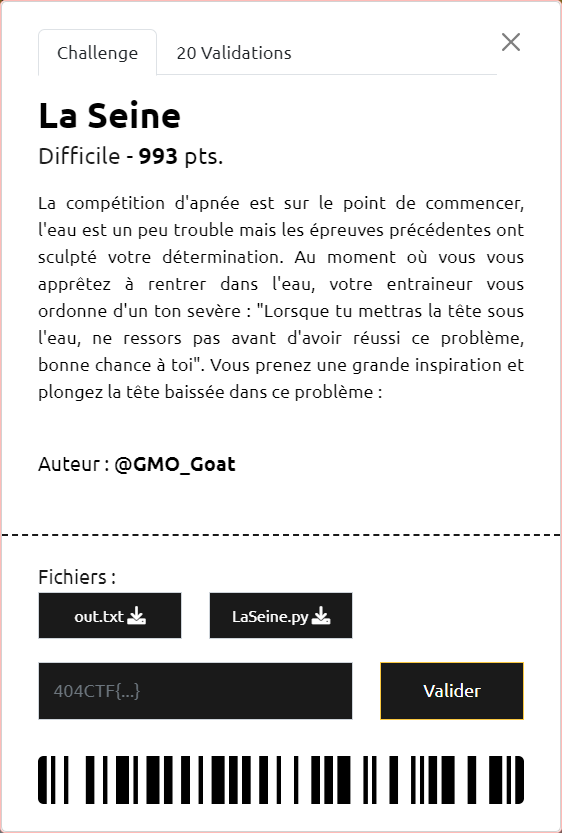 Challenge
20 Validations
La Seine
Difficile - 993 pts.
La compétition d'apnée est sur le point de commencer,
l'eau est un peu trouble mais les épreuves précédentes ont
sculpté votre détermination. Au moment où vous vous
apprêtez à rentrer dans l'eau, votre entraineur vous
ordonne d'un ton sevère : "Lorsque tu mettras la tête sous
l'eau, ne ressors pas avant d'avoir réussi ce problème,
bonne chance à toi". Vous prenez une grande inspiration et
plongez la tête baissée dans ce problème :
Auteur : @GMO_Goat
Fichiers :
out.txt
LaSeine.py
404CTF{...}
Valider